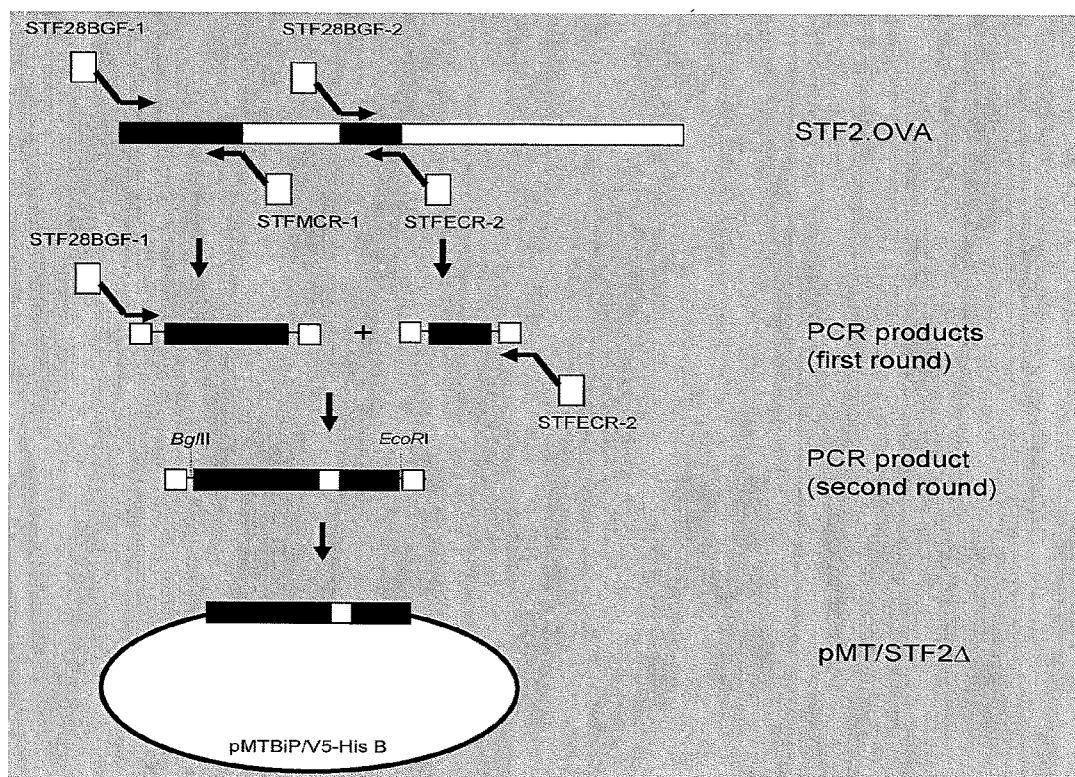 STF28BGF-1
STF28BGF-2
STF2.OVA
STFMCR-1
STFECR-2
STF28BGF-1
+
PCR products
(first round)
STFECR-2
BglII
EcoRI
PCR product
(second round)
pMT/STF2Δ
pMTBiP/V5-His B